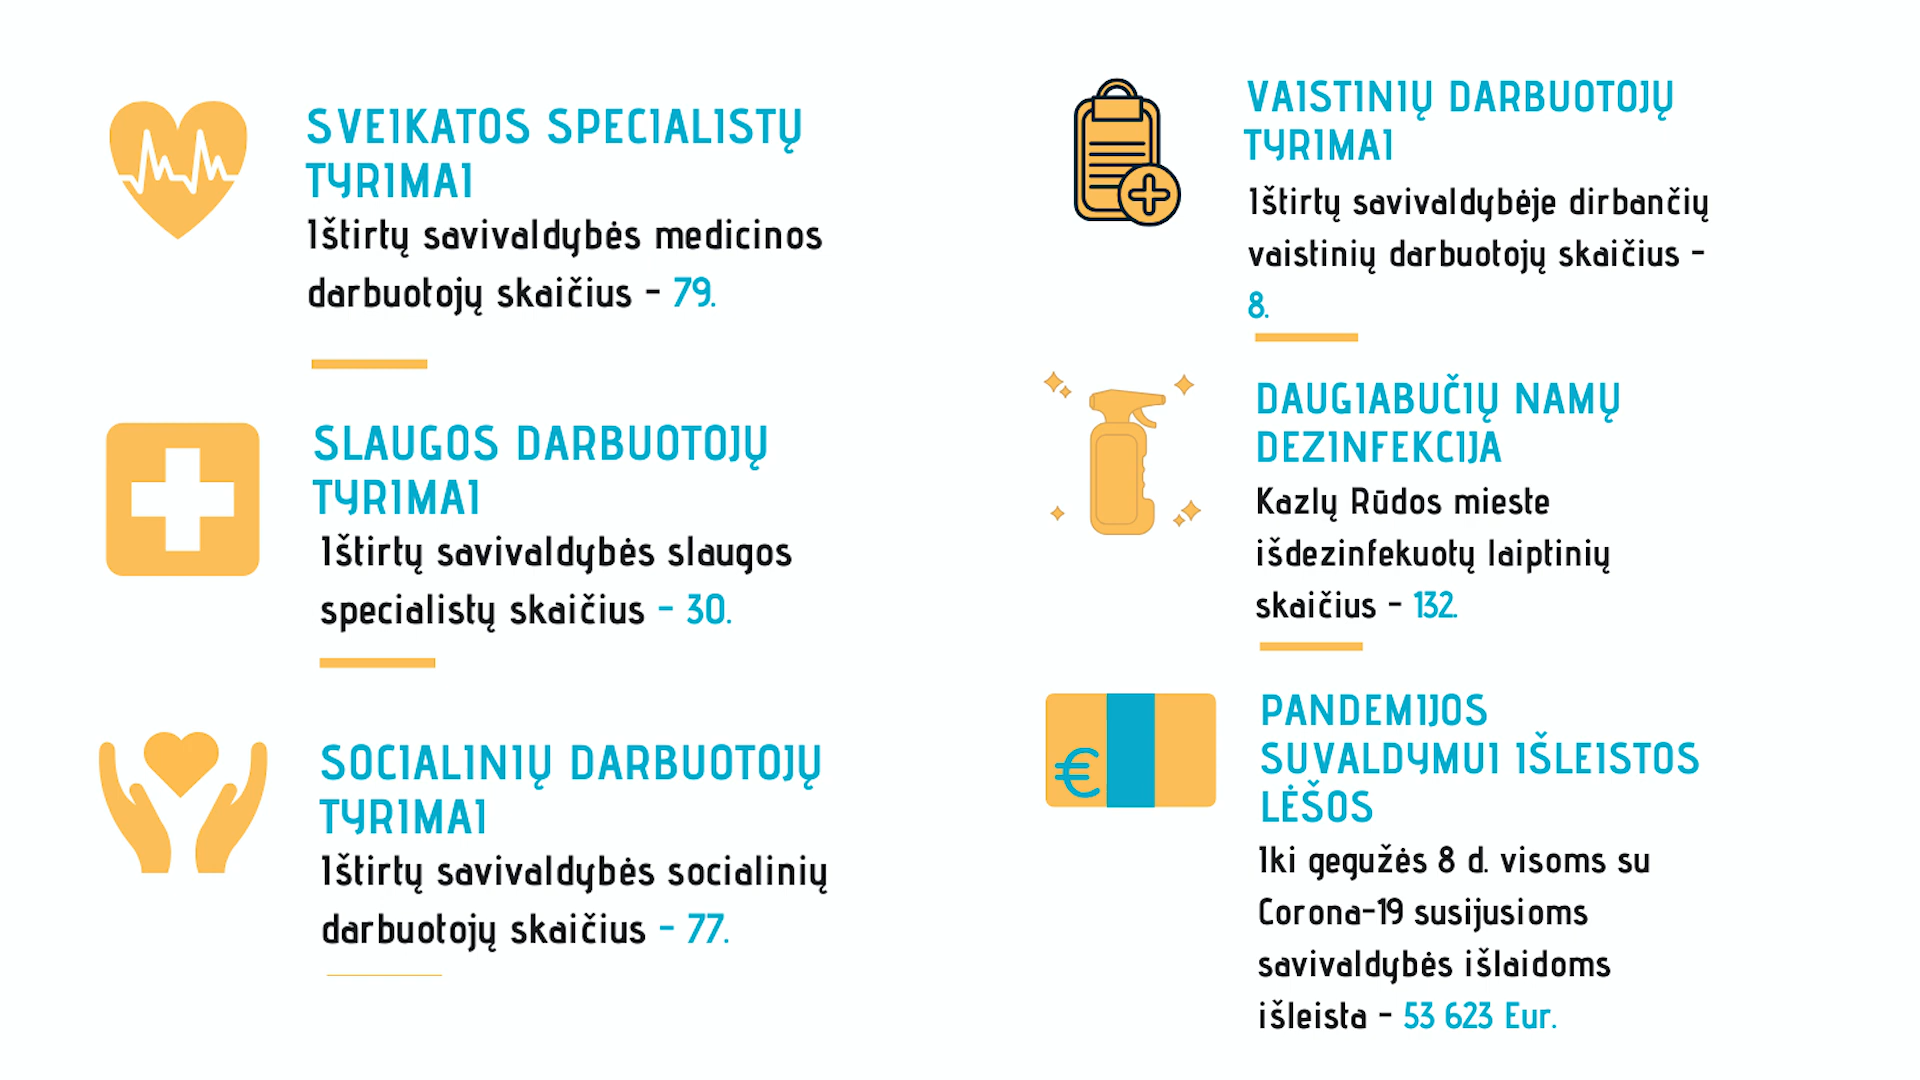 SVEIKATOS SPECIALISTŲ
TYRIMAI
Ištirtų savivaldybės medicinos
darbuotojų skaičius - 79.
SLAUGOS DARBUOTOJŲ
TYRIMAI
Ištirtų savivaldybės slaugos
specialistų skaičius - 30.
SOCIALINIŲ DARBUOTOJŲ
TYRIMAI
Ištirtų savivaldybės socialinių
darbuotojų skaičius - 77.
VAISTINIŲ DARBUOTOJŲ
TYRIMAI
Ištirtų savivaldybėje dirbančių
vaistinių darbuotojų skaičius -
8.
DAUGIABUČIŲ NAMŲ
DEZINFEKCIJA
Kazlų Rūdos mieste
išdezinfekuotų laiptinių
skaičius - 132.
€
PANDEMIJOS
SUVALDYMUI IŠLEISTOS
LĖŠOS
Iki gegužės 8 d. visoms su
Corona-19 susijusioms
savivaldybės išlaidoms
išleista - 53 623 Eur.